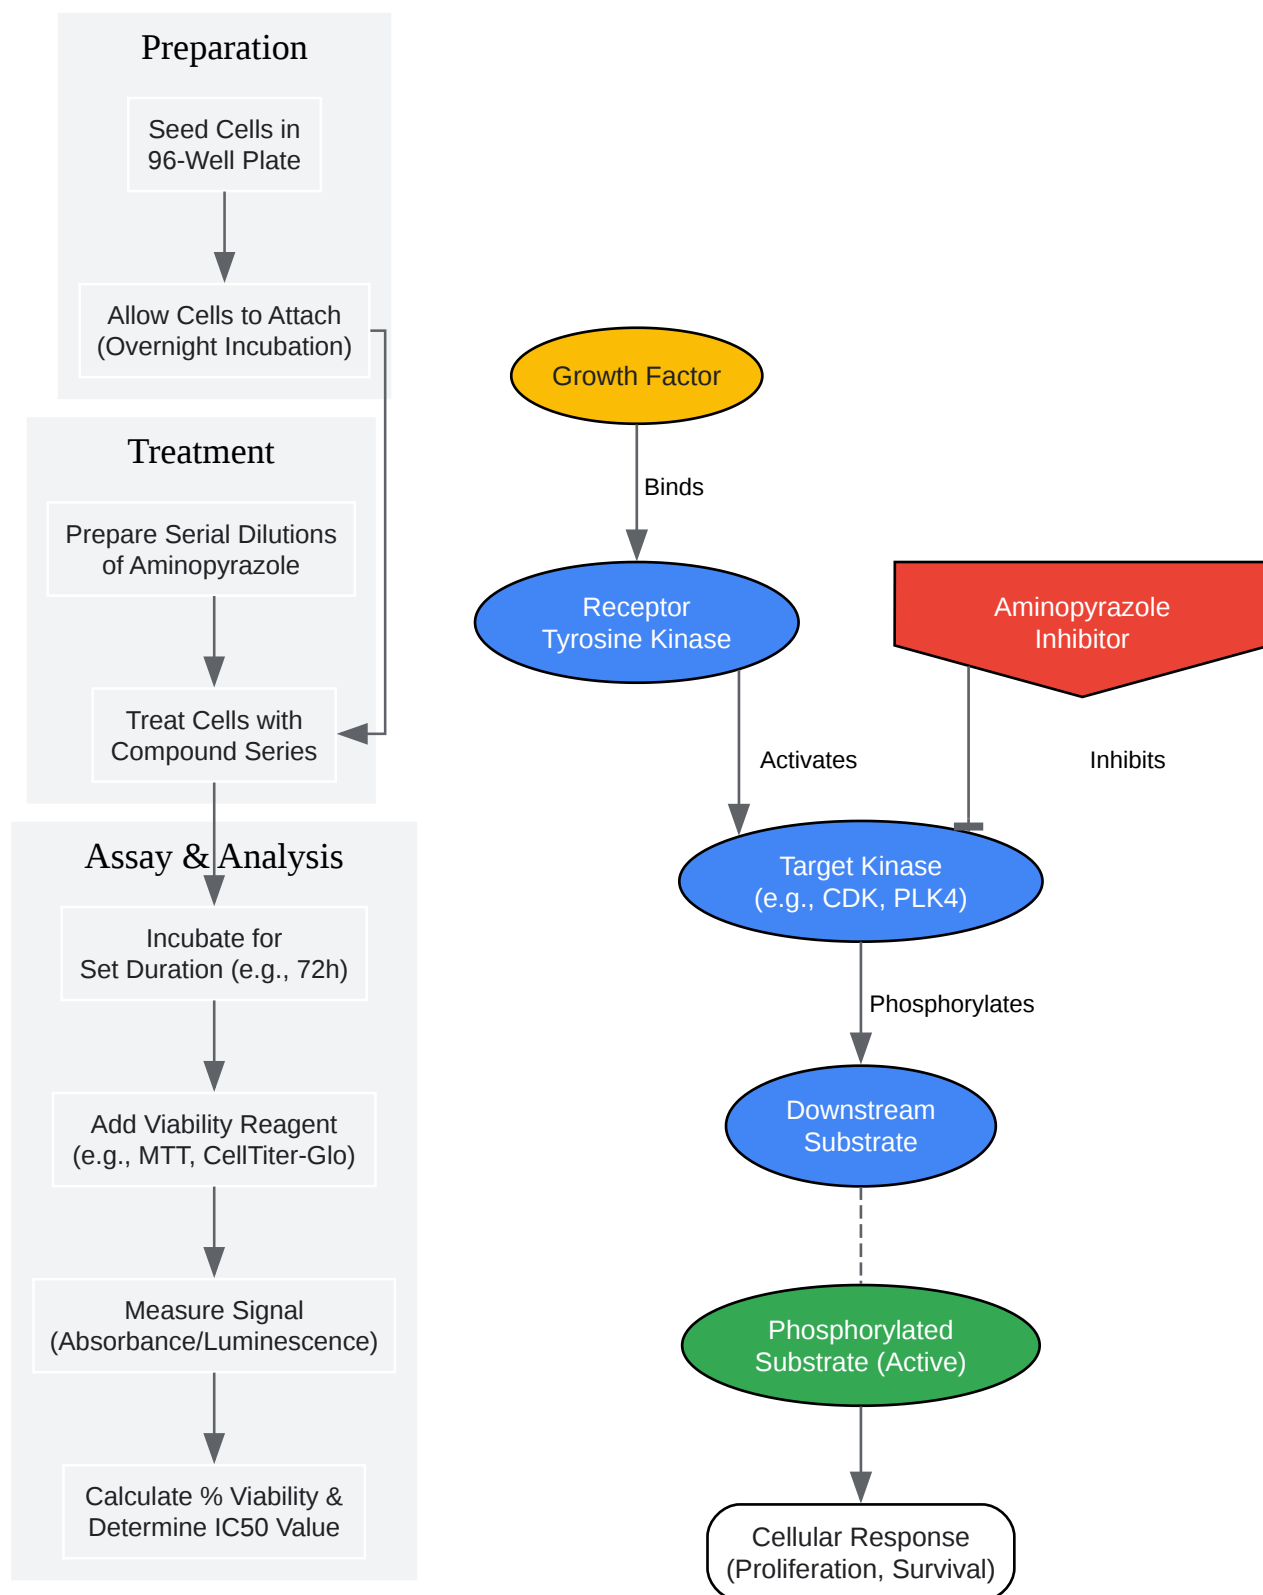 Preparation
Seed Cells in
96-Well Plate
Allow Cells to Attach
(Overnight Incubation)
Treatment
Prepare Serial Dilutions
of Aminopyrazole
Treat Cells with
Compound Series
Assay & Analysis
Incubate for
Set Duration (e.g., 72h)
Add Viability Reagent
(e.g., MTT, CellTiter-Glo)
Measure Signal
(Absorbance/Luminescence)
Calculate % Viability &
Determine IC50 Value
Growth Factor
Binds
Receptor
Tyrosine Kinase
Aminopyrazole
Inhibitor
Activates
Inhibits
Target Kinase
(e.g., CDK, PLK4)
Phosphorylates
Downstream
Substrate
Phosphorylated
Substrate (Active)
Cellular Response
(Proliferation, Survival)